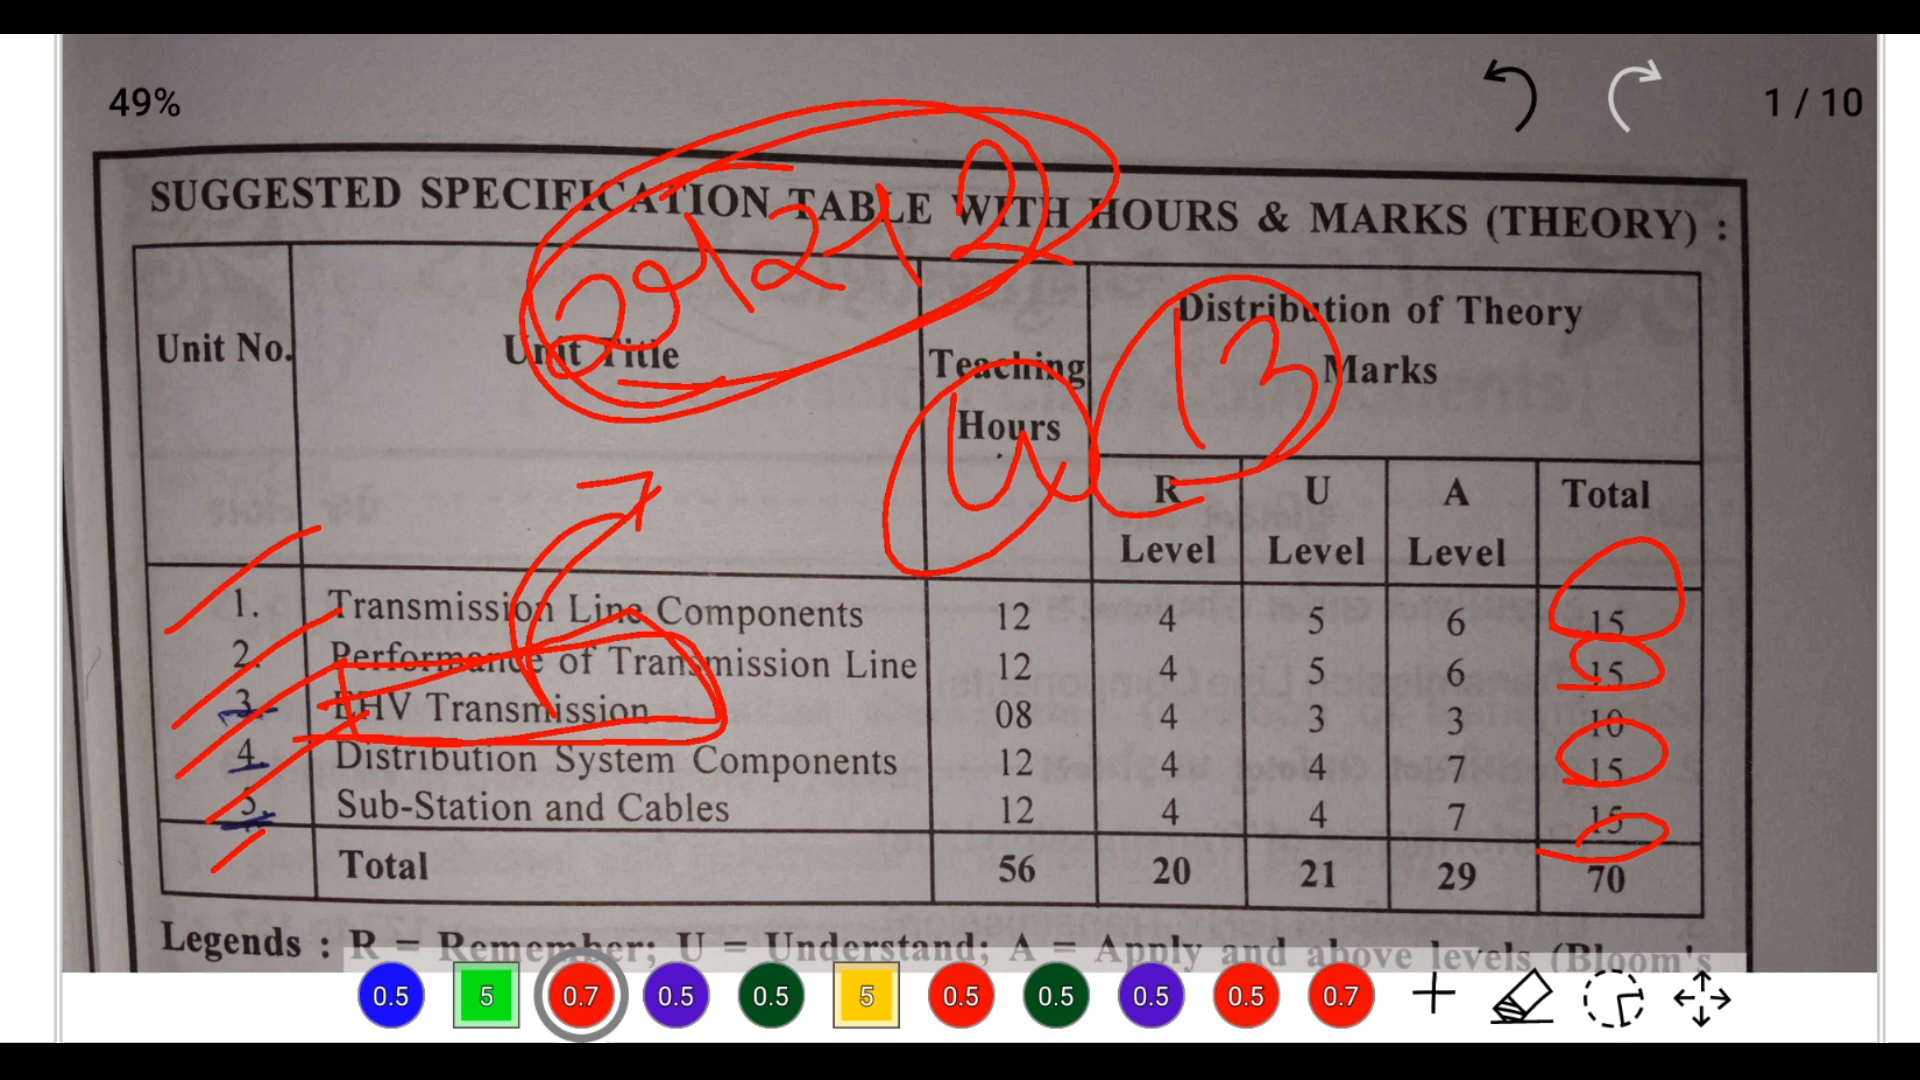 49%
1 / 10
SUGGESTED SPECIFICATION TABLE WITH HOURS & MARKS (THEORY) :
Unit No. Unit Title Teaching Hours Distribution of Theory Marks
R Level U Level A Level Total
1. Transmission Line Components 12 4 5 6 15
2. Performance of Transmission Line 12 4 5 6 15
3. EHV Transmission 08 4 3 3 10
4. Distribution System Components 12 4 4 7 15
5. Sub-Station and Cables 12 4 4 7 15
Total 56 20 21 29 70
13
Legends : R = Remember; U = Understand; A = Apply and above levels (Bloom's
0.5 5 0.7 0.5 0.5 5 0.5 0.5 0.5 0.5 0.7